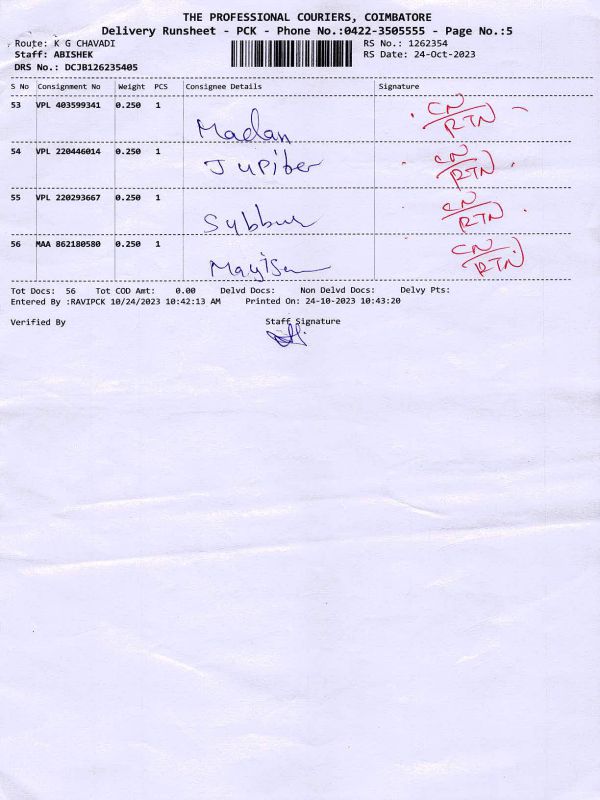 THE PROFESSIONAL COURIERS, COIMBATORE
Delivery Runsheet - PCK - Phone No.:0422-3505555 - Page No.:5
Route: K G CHAVADI RS No.: 1262354
Staff: ABISHEK RS Date: 24-Oct-2023
DRS No.: DCJB126235405
S No Consignment No Weight PCS Consignee Details Signature
53 VPL 403599341 0.250 1 Madan CN
RTN
54 VPL 220446014 0.250 1 Jupiter CN
RTN
55 VPL 220293667 0.250 1 CN
RTN
56 MAA 862180580 0.250 1 CN
RTN
Tot Docs: 56 Tot COD Amt: 0.00 Delvd Docs: Non Delvd Docs: Delvy Pts:
Entered By :RAVIPCK 10/24/2023 10:42:13 AM Printed On: 24-10-2023 10:43:20
Verified By Staff Signature